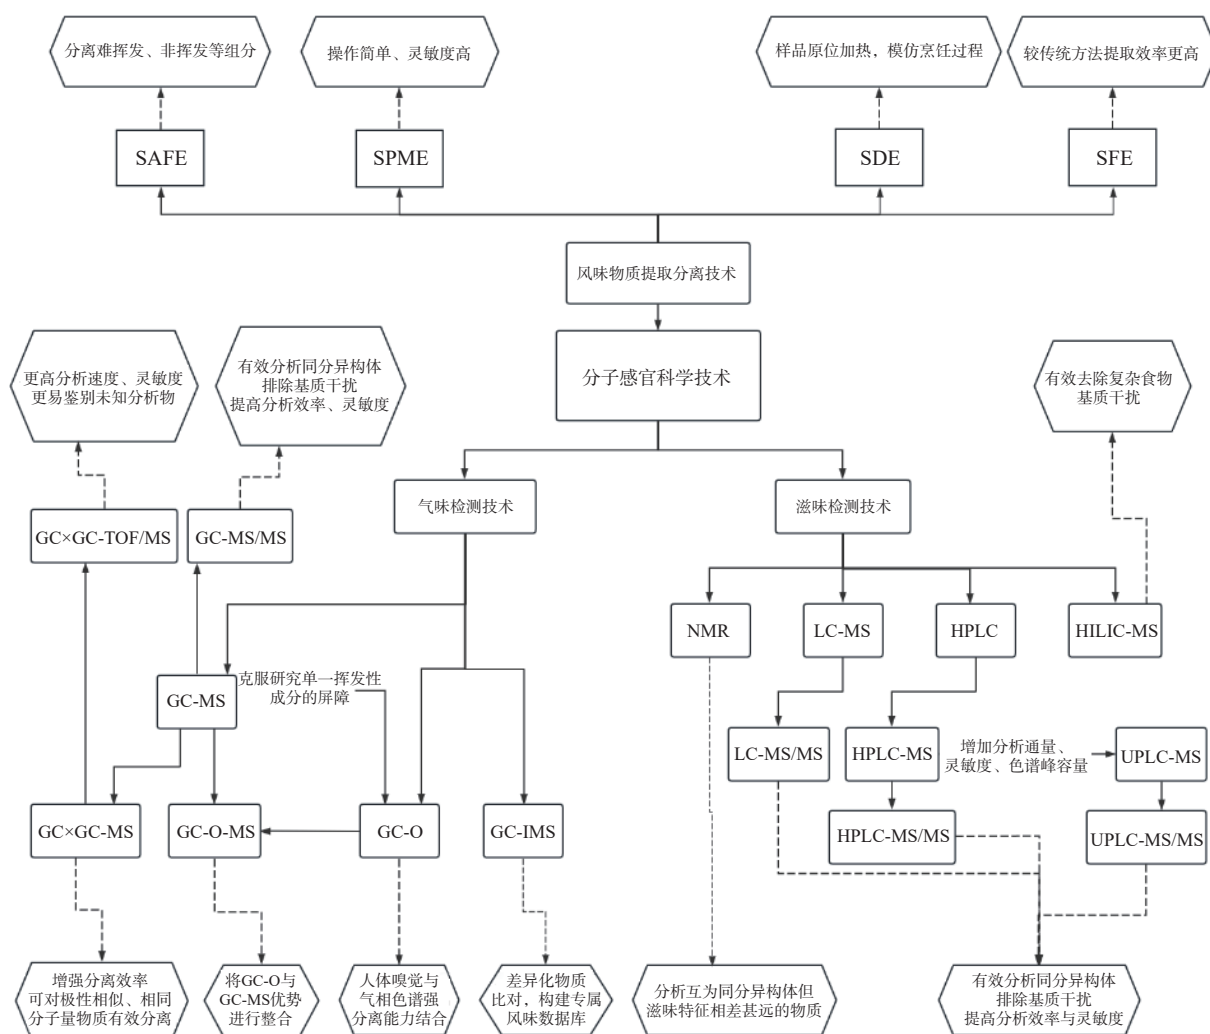 分离难挥发、非挥发等组分
操作简单、灵敏度高
样品原位加热，模仿烹饪过程
较传统方法提取效率更高
SAFE
SPME
SDE
SFE
风味物质提取分离技术
分子感官科学技术
更高分析速度、灵敏度
更易鉴别未知分析物
有效分析同分异构体
排除基质干扰
提高分析效率、灵敏度
有效去除复杂食物
基质干扰
气味检测技术
滋味检测技术
GC×GC-TOF/MS
GC-MS/MS
NMR
LC-MS
HPLC
HILIC-MS
GC-MS
克服研究单一挥发性
成分的屏障
LC-MS/MS
HPLC-MS
增加分析通量、
灵敏度、色谱峰容量
UPLC-MS
GC×GC-MS
GC-O-MS
GC-O
GC-IMS
HPLC-MS/MS
UPLC-MS/MS
增强分离效率
可对极性相似、相同
分子量物质有效分离
将GC-O与
GC-MS优势
进行整合
人体嗅觉与
气相色谱强
分离能力结合
差异化物质
比对，构建专属
风味数据库
分析互为同分异构体但
滋味特征相差甚远的物质
有效分析同分异构体
排除基质干扰
提高分析效率与灵敏度